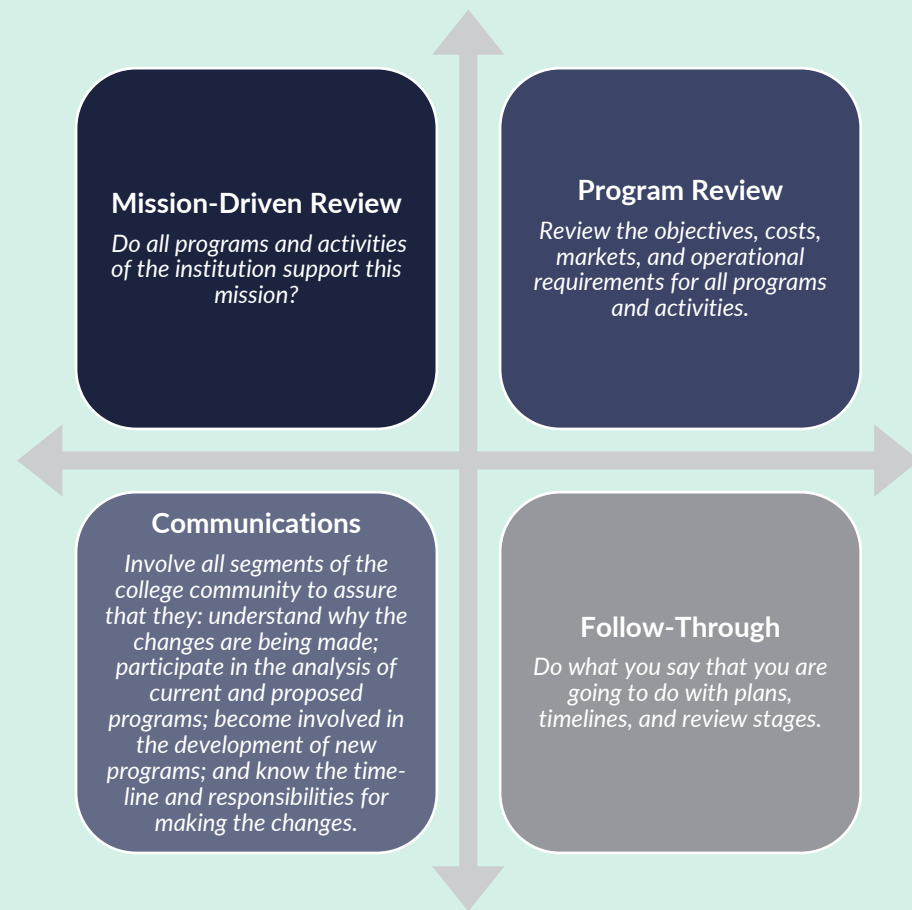 Mission-Driven Review
Do all programs and activities
of the institution support this
mission?
Program Review
Review the objectives, costs,
markets, and operational
requirements for all programs
and activities.
Communications
Involve all segments of the
college community to assure
that they: understand why the
changes are being made;
participate in the analysis of
current and proposed
programs; become involved in
the development of new
programs; and know the time-
line and responsibilities for
making the changes.
Follow-Through
Do what you say that you are
going to do with plans,
timelines, and review stages.